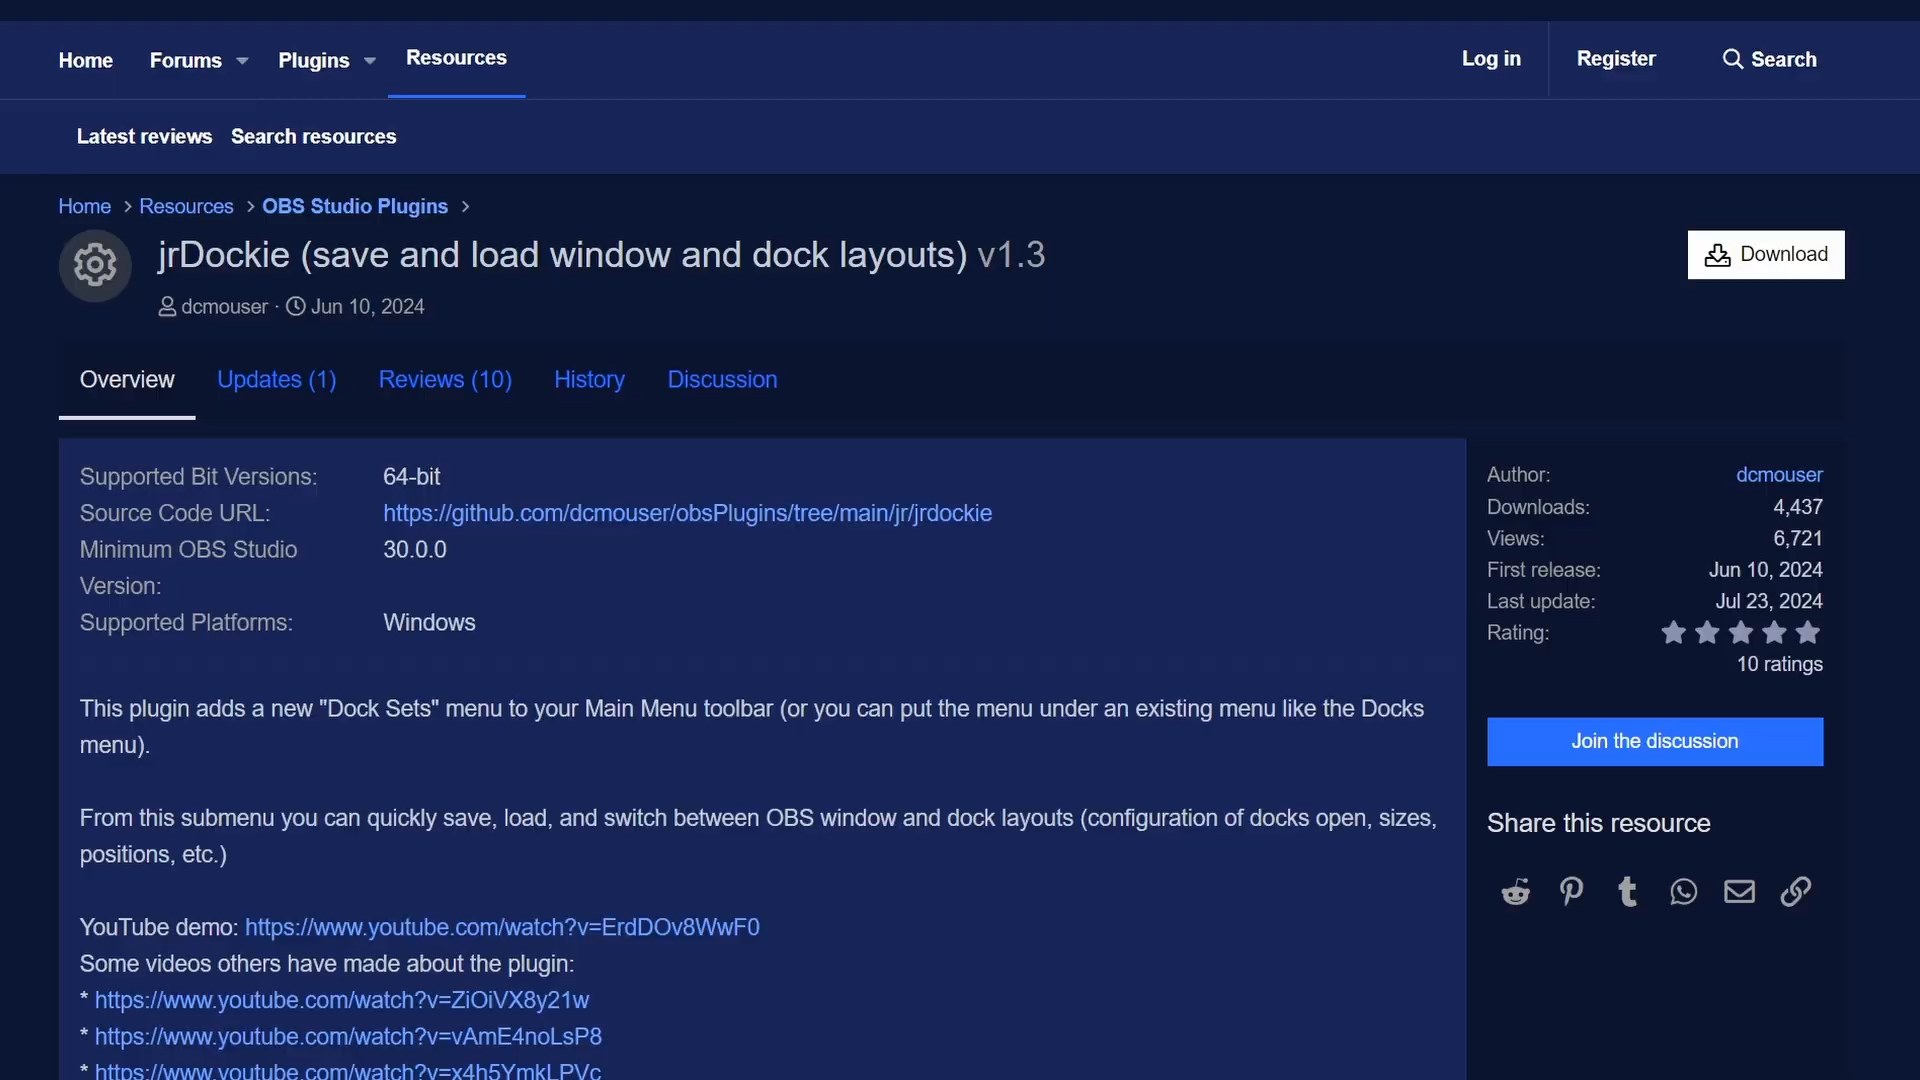 Home Forums Plugins Resources Log in Register Search
Latest reviews Search resources
Home > Resources > OBS Studio Plugins >
jrDockie (save and load window and dock layouts) v1.3
Download
dcmouser · Jun 10, 2024
Overview Updates (1) Reviews (10) History Discussion
Supported Bit Versions: 64-bit
Source Code URL: https://github.com/dcmouser/obsPlugins/tree/main/jr/jrdockie
Minimum OBS Studio 30.0.0
Version:
Supported Platforms: Windows
This plugin adds a new "Dock Sets" menu to your Main Menu toolbar (or you can put the menu under an existing menu like the Docks
menu).
From this submenu you can quickly save, load, and switch between OBS window and dock layouts (configuration of docks open, sizes,
positions, etc.)
YouTube demo: https://www.youtube.com/watch?v=ErdDOv8WwF0
Some videos others have made about the plugin:
* https://www.youtube.com/watch?v=ZiOiVX8y21w
* https://www.youtube.com/watch?v=vAmE4noLsP8
* https://www.youtube.com/watch?v=x4h5YmkLPVc
Author: dcmouser
Downloads: 4,437
Views: 6,721
First release: Jun 10, 2024
Last update: Jul 23, 2024
Rating:
10 ratings
Join the discussion
Share this resource